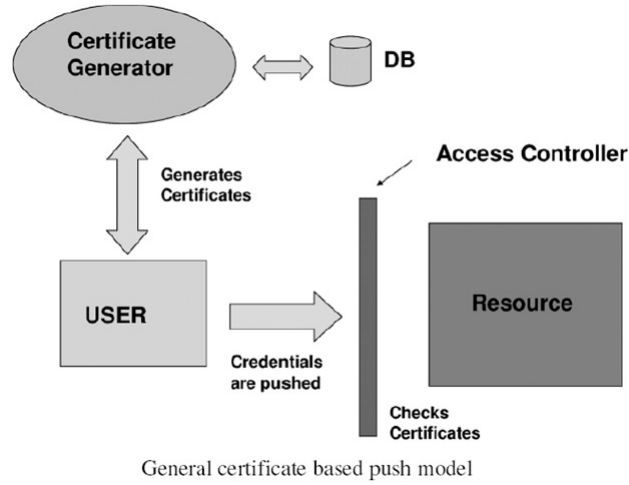 Certificate
Generator
DB
Generates
Certificates
Access Controller
USER
Resource
Credentials
are pushed
Checks
Certificates
General certificate based push model